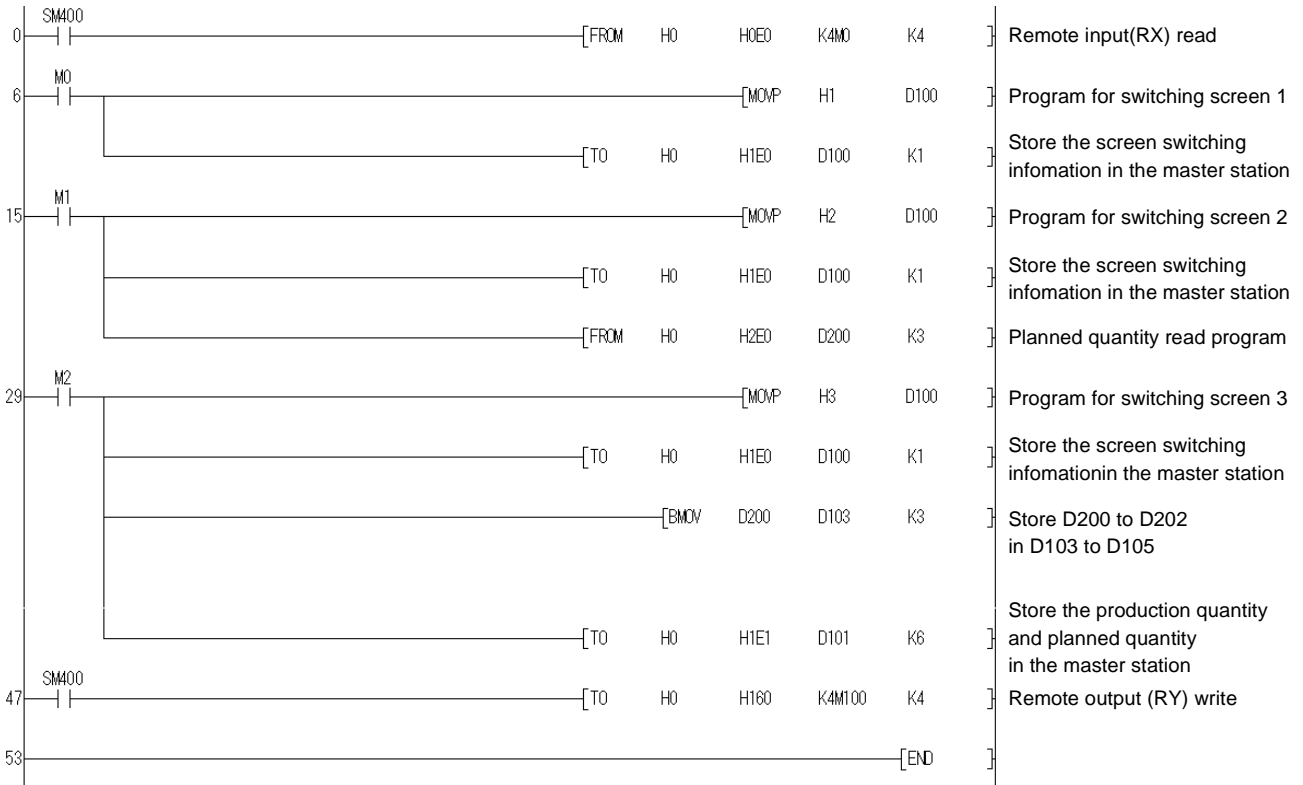 SM400
0 [FROM H0 H0E0 K4M0 K4 ] Remote input(RX) read
M0
6 [MOVP H1 D100 ] Program for switching screen 1
Store the screen switching
[TO H0 H1E0 D100 K1 ]
infomation in the master station
M1
15 [MOVP H2 D100 ] Program for switching screen 2
Store the screen switching
[TO H0 H1E0 D100 K1 ]
infomation in the master station
[FROM H0 H2E0 D200 K3 ] Planned quantity read program
M2
29 [MOVP H3 D100 ] Program for switching screen 3
Store the screen switching
[TO H0 H1E0 D100 K1 ]
infomationin the master station
[BMOV D200 D103 K3 ] Store D200 to D202
in D103 to D105
Store the production quantity
[TO H0 H1E1 D101 K6 ] and planned quantity
in the master station
SM400
47 [TO H0 H160 K4M100 K4 ] Remote output (RY) write
53 [END ]